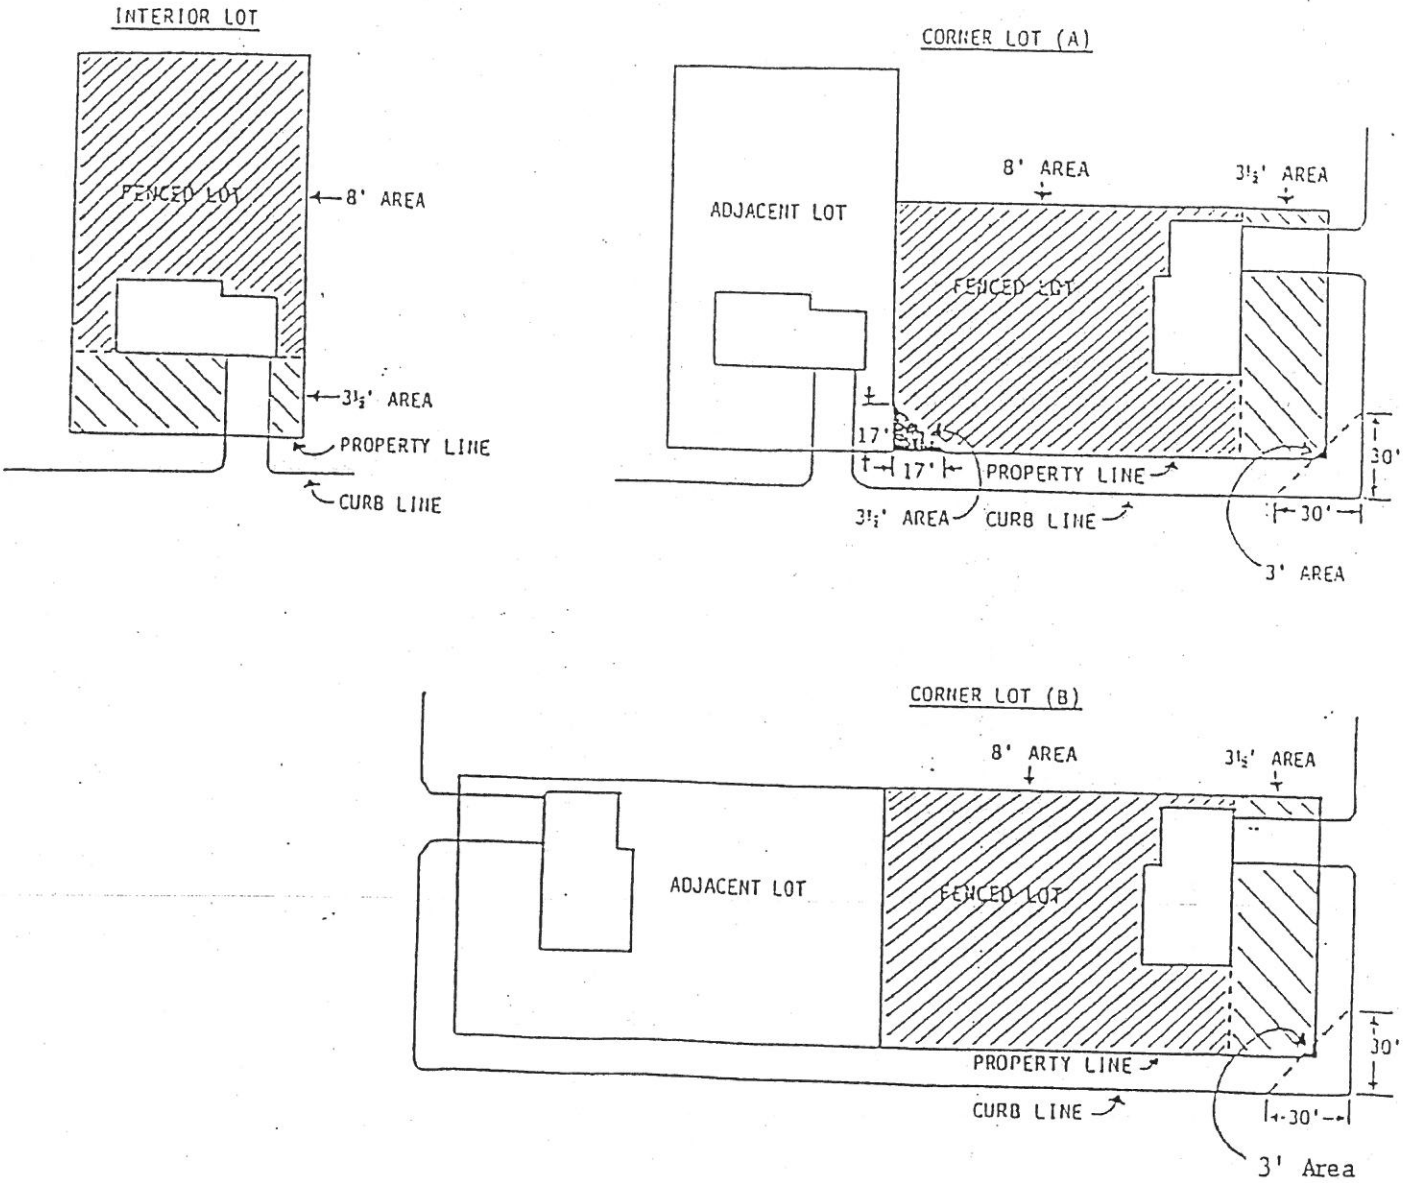 INTERIOR LOT
FENCED LOT
8' AREA
3½' AREA
PROPERTY LINE
CURB LINE
CORNER LOT (A)
8' AREA
3½' AREA
ADJACENT LOT
FENCED LOT
17'
17'
PROPERTY LINE
30'
3½' AREA
CURB LINE
30'
3' AREA
CORNER LOT (B)
8' AREA
3½' AREA
ADJACENT LOT
FENCED LOT
PROPERTY LINE
30'
CURB LINE
30'
3' Area